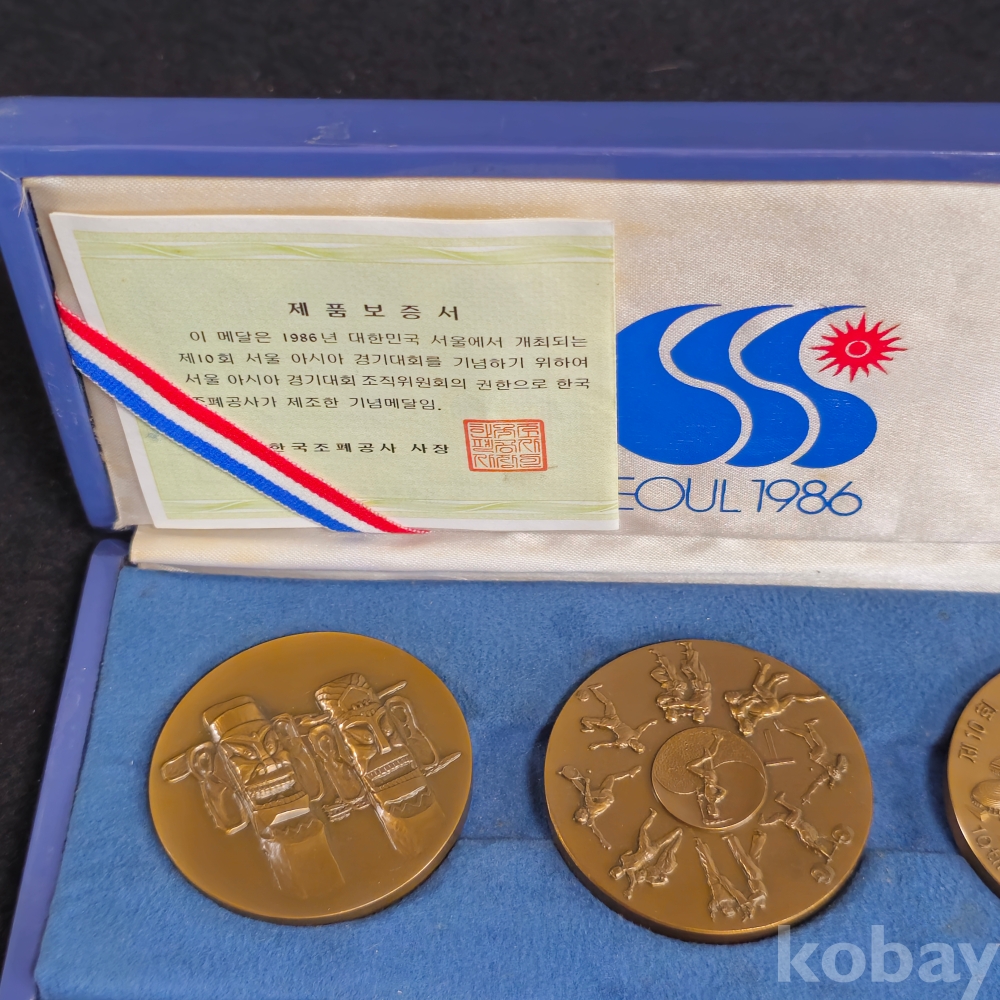 제품보증서
이 메달은 1986년 대한민국 서울에서 개최되는
제10회 서울 아시아 경기대회를 기념하기 위하여
서울 아시아 경기대회 조직위원회의 권한으로 한국
조폐공사가 제조한 기념메달임.
한국조폐공사 사장
EOUL 1986
제10회
kobay